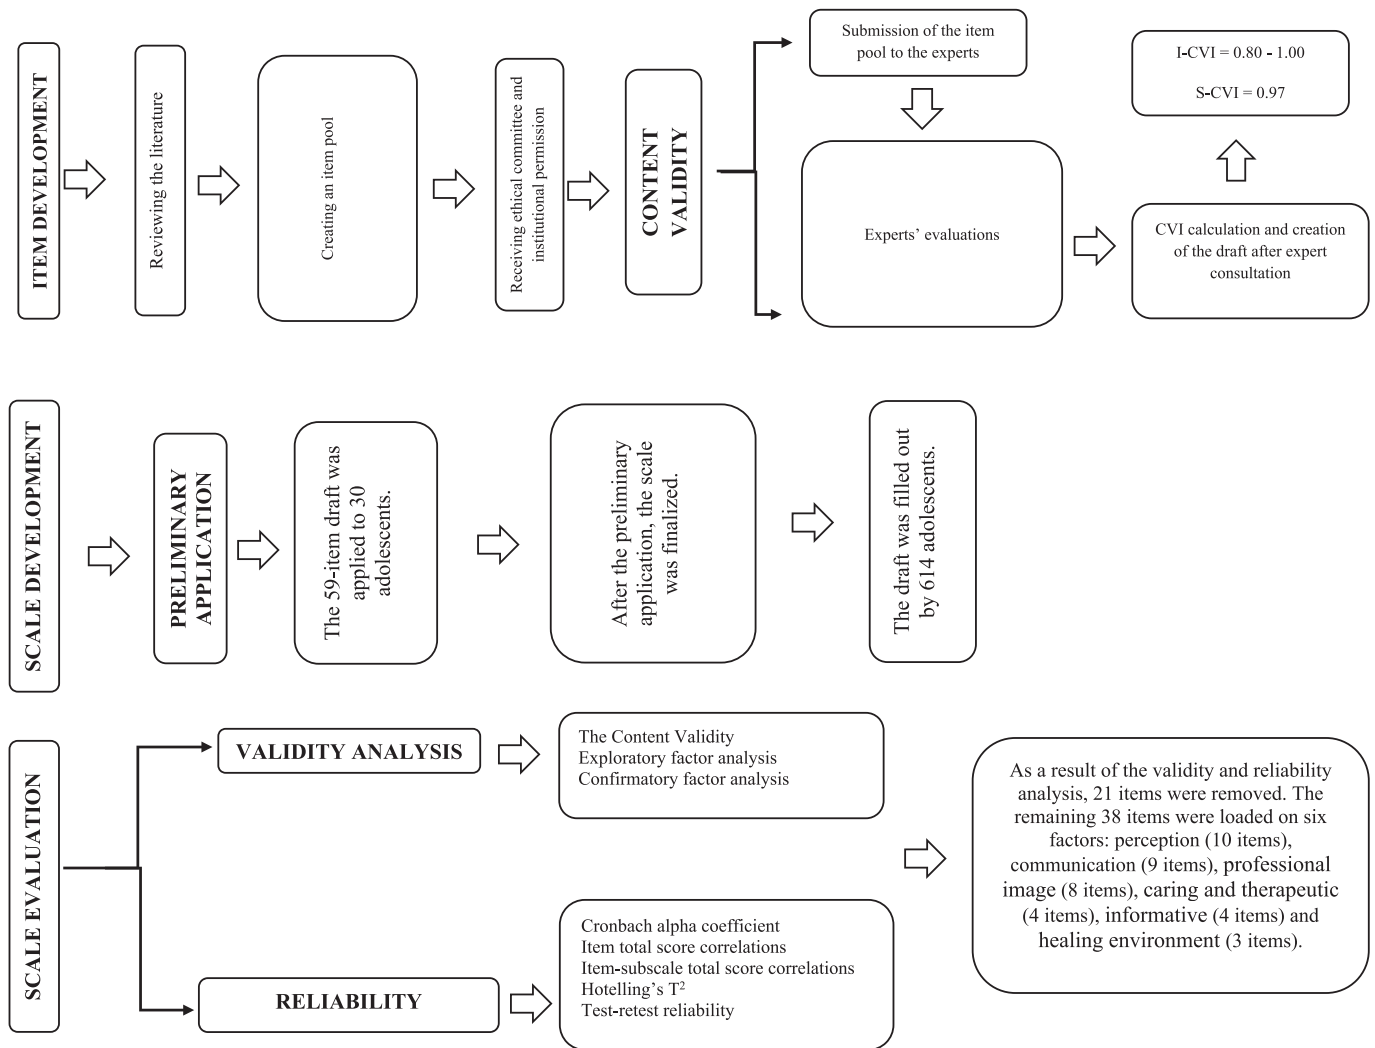 ITEM DEVELOPMENT
Reviewing the literature
Creating an item pool
Receiving ethical committee and
institutional permission
CONTENT
VALIDITY
Submission of the item
pool to the experts
Experts’ evaluations
CVI calculation and creation
of the draft after expert
consultation
I-CVI = 0.80 - 1.00
S-CVI = 0.97
SCALE DEVELOPMENT
PRELIMINARY
APPLICATION
The 59-item draft was
applied to 30
adolescents.
After the preliminary
application, the scale
was finalized.
The draft was filled out
by 614 adolescents.
SCALE EVALUATION
VALIDITY ANALYSIS
The Content Validity
Exploratory factor analysis
Confirmatory factor analysis
RELIABILITY
Cronbach alpha coefficient
Item total score correlations
Item-subscale total score correlations
Hotelling’s T²
Test-retest reliability
As a result of the validity and reliability
analysis, 21 items were removed. The
remaining 38 items were loaded on six
factors: perception (10 items),
communication (9 items), professional
image (8 items), caring and therapeutic
(4 items), informative (4 items) and
healing environment (3 items).